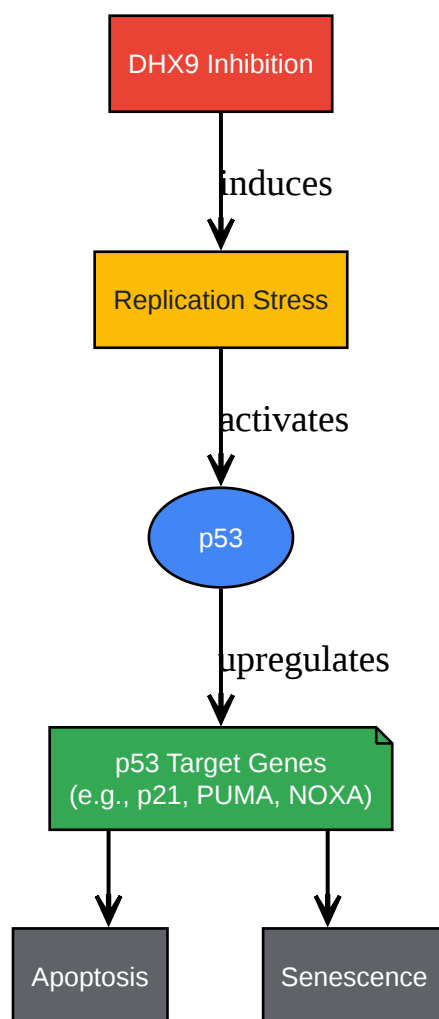 DHX9 Inhibition
induces
Replication Stress
activates
p53
upregulates
p53 Target Genes
(e.g., p21, PUMA, NOXA)
Apoptosis
Senescence